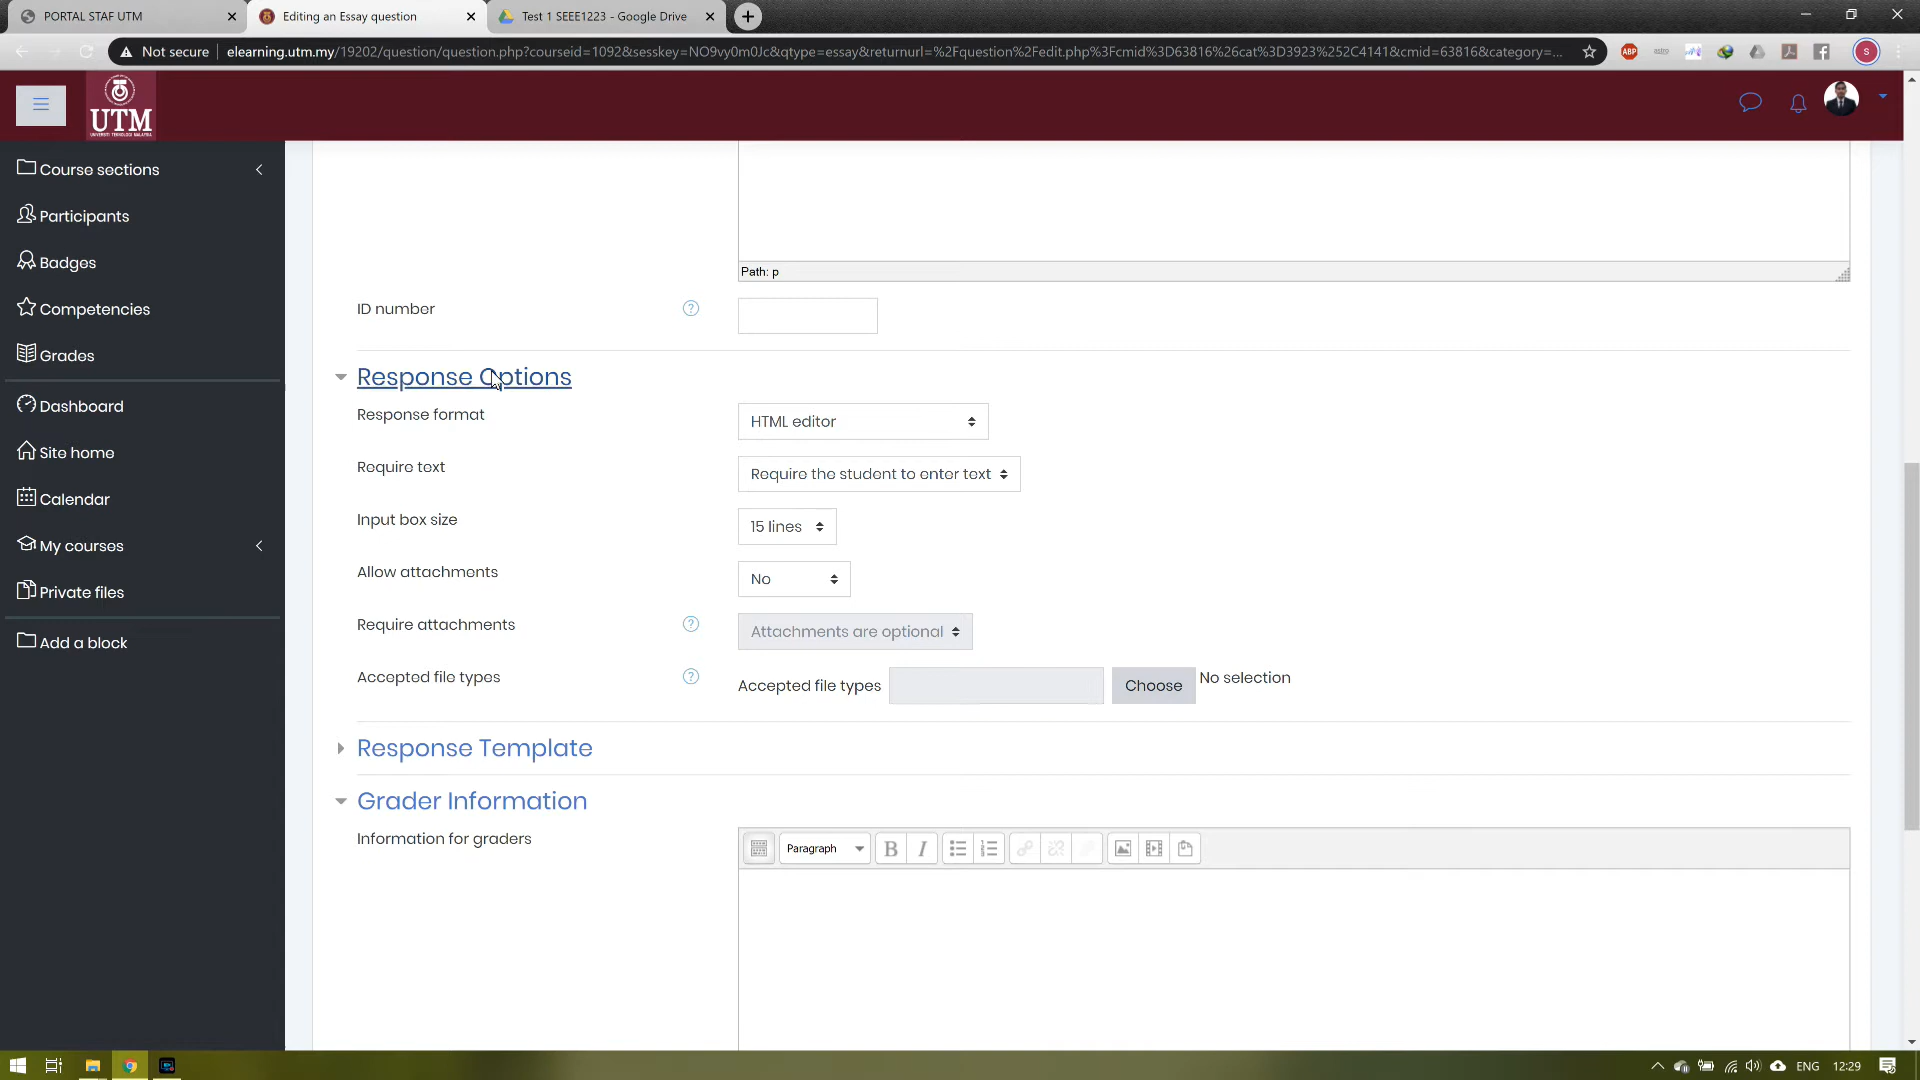 PORTAL STAF UTM
Editing an Essay question
Test 1 SEEE1223 - Google Drive
Not secure
elearning.utm.my/19202/question/question.php?courseid=1092&sesskey=NO9vy0m0Jc&qtype=essay&returnurl=%2Fquestion%2Fedit.php%3Fcmid%3D63816%26cat%3D3923%252C4141&cmid=63816&category=...
ABP
astro
S
UTM
UNIVERSITI TEKNOLOGI MALAYSIA
Course sections
Participants
Badges
Competencies
Grades
Dashboard
Site home
Calendar
My courses
Private files
Add a block
Path: p
ID number
Response Options
Response format
HTML editor
Require text
Require the student to enter text
Input box size
15 lines
Allow attachments
No
Require attachments
Attachments are optional
Accepted file types
Accepted file types
Choose
No selection
Response Template
Grader Information
Information for graders
Paragraph
B
I
ENG
12:29